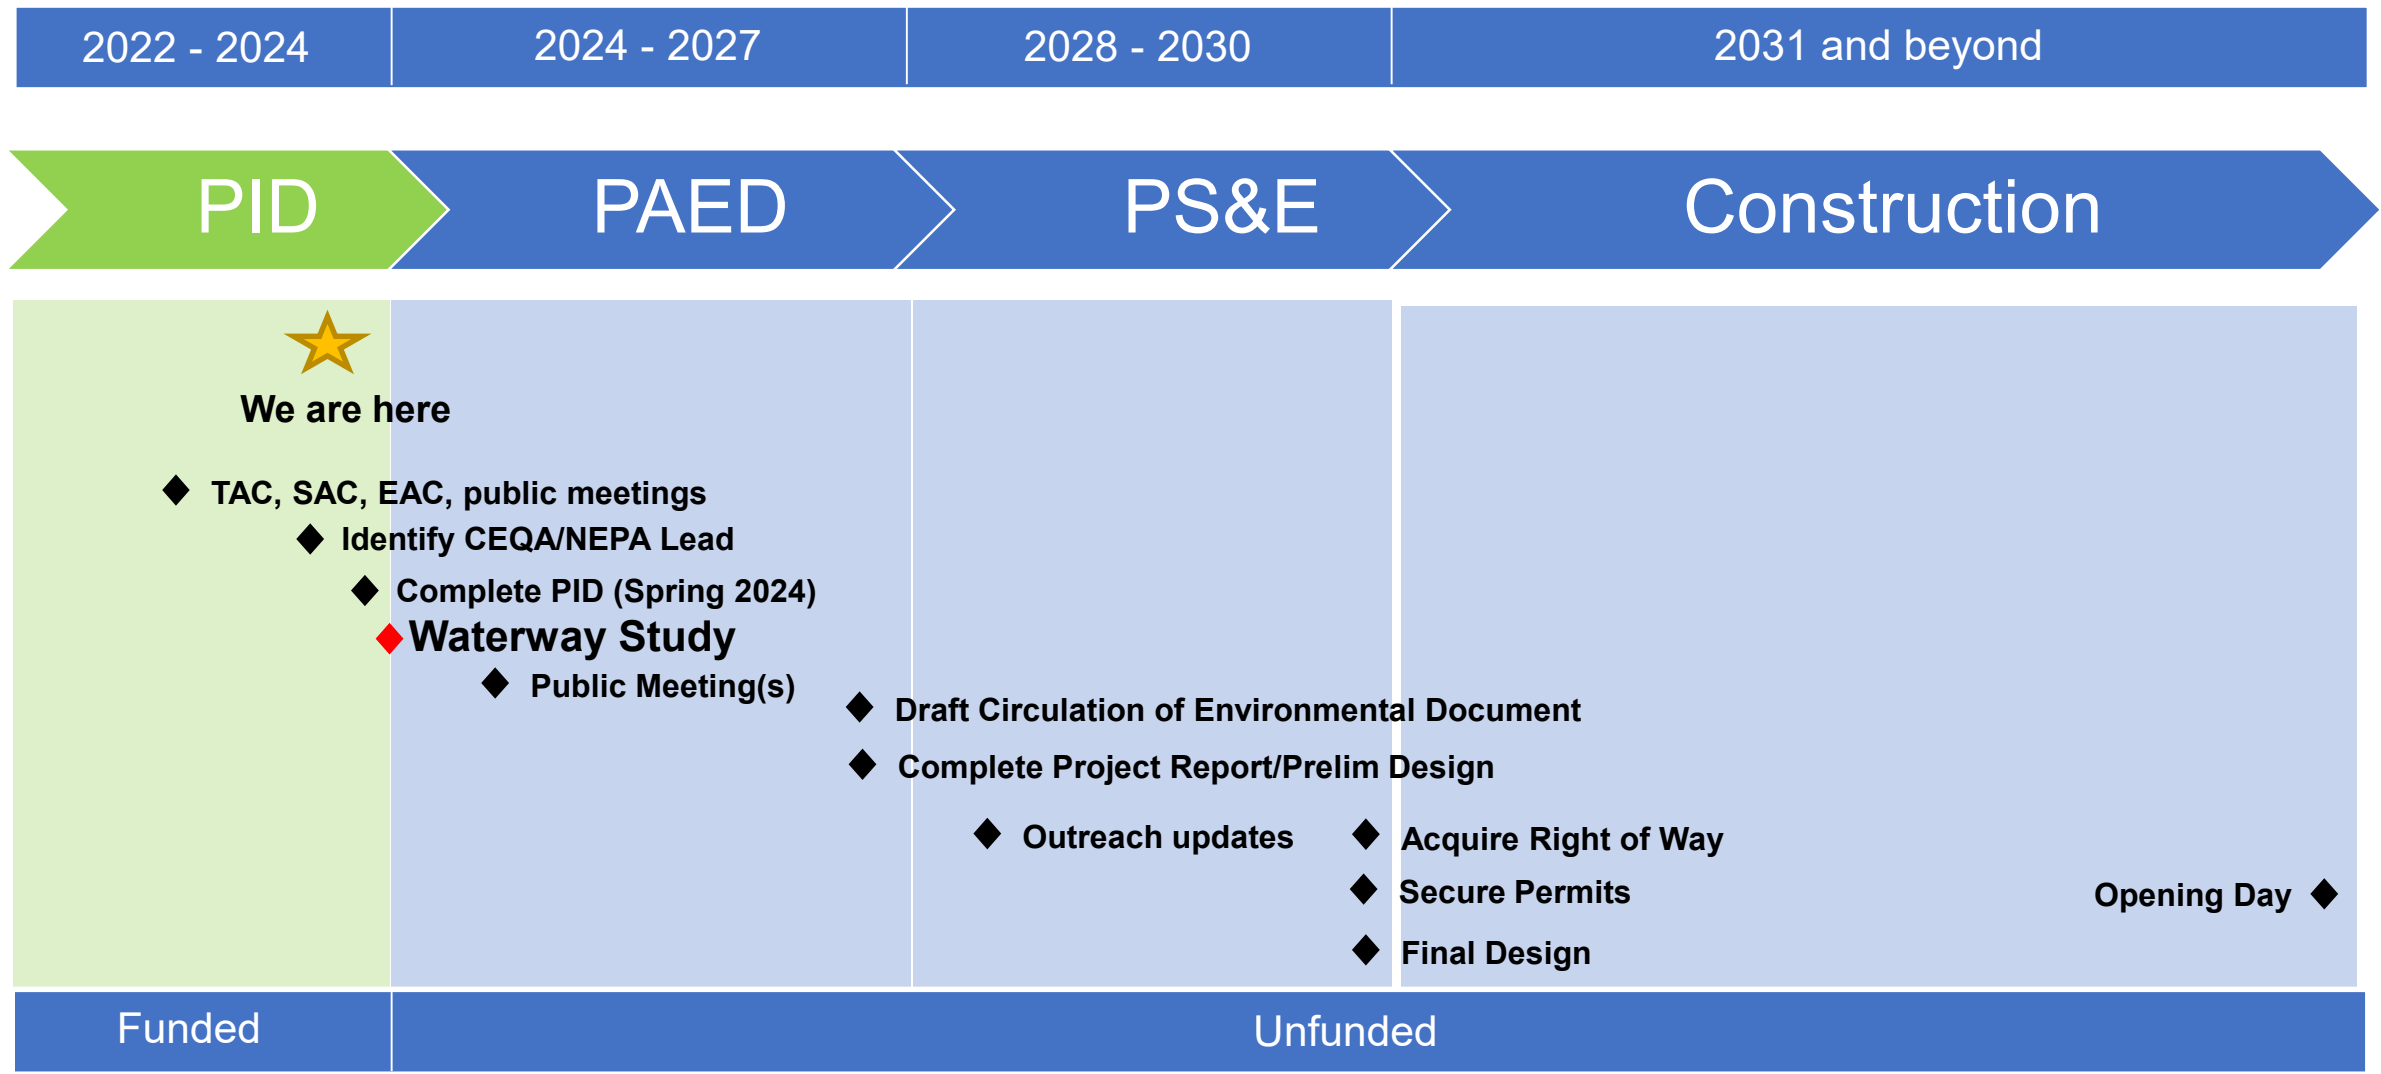 2022 - 2024
2024 - 2027
2028 - 2030
2031 and beyond
PID
PAED
PS&E
Construction
We are here
TAC, SAC, EAC, public meetings
Identify CEQA/NEPA Lead
Complete PID (Spring 2024)
Waterway Study
Public Meeting(s)
Draft Circulation of Environmental Document
Complete Project Report/Prelim Design
Outreach updates
Acquire Right of Way
Secure Permits
Opening Day
Final Design
Funded
Unfunded